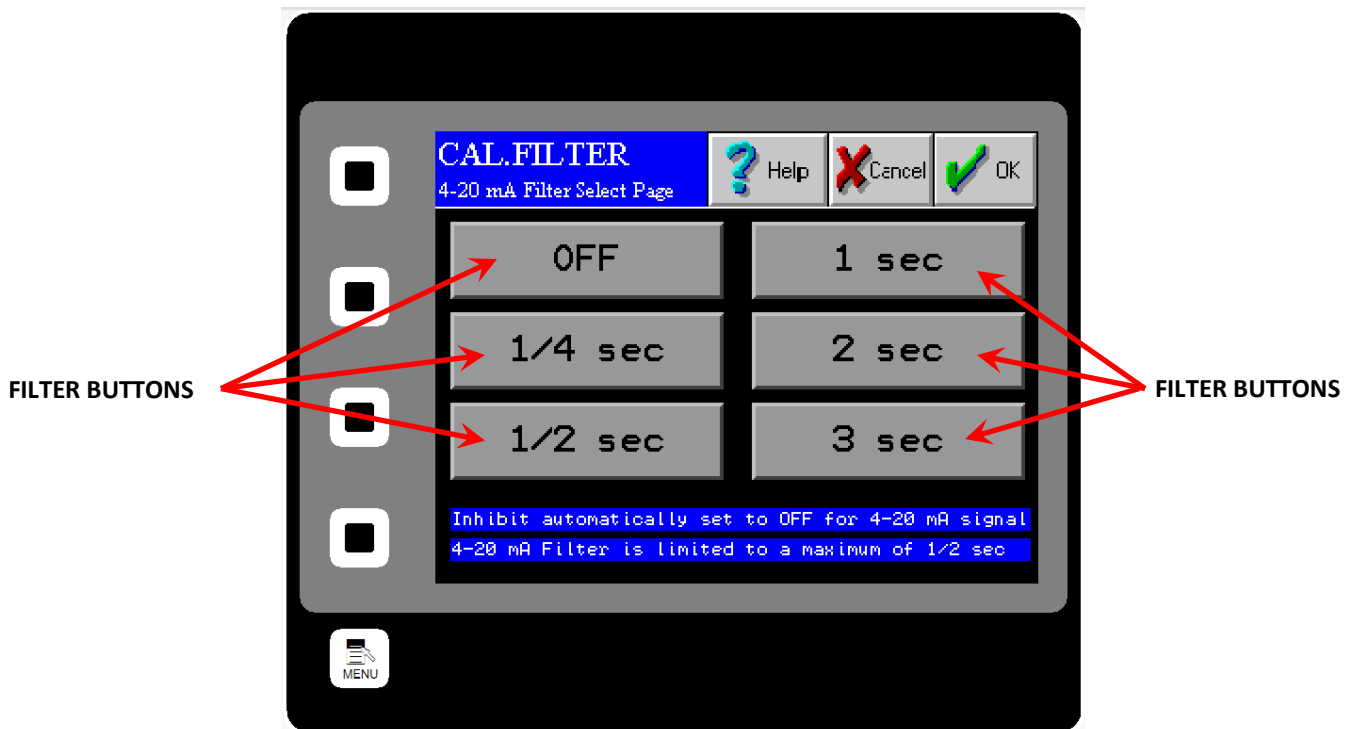 CAL.FILTER
4-20 mA Filter Select Page
Help
Cancel
OK
OFF
1 sec
1/4 sec
2 sec
FILTER BUTTONS
FILTER BUTTONS
1/2 sec
3 sec
Inhibit automatically set to OFF for 4-20 mA signal
4-20 mA Filter is limited to a maximum of 1/2 sec
MENU